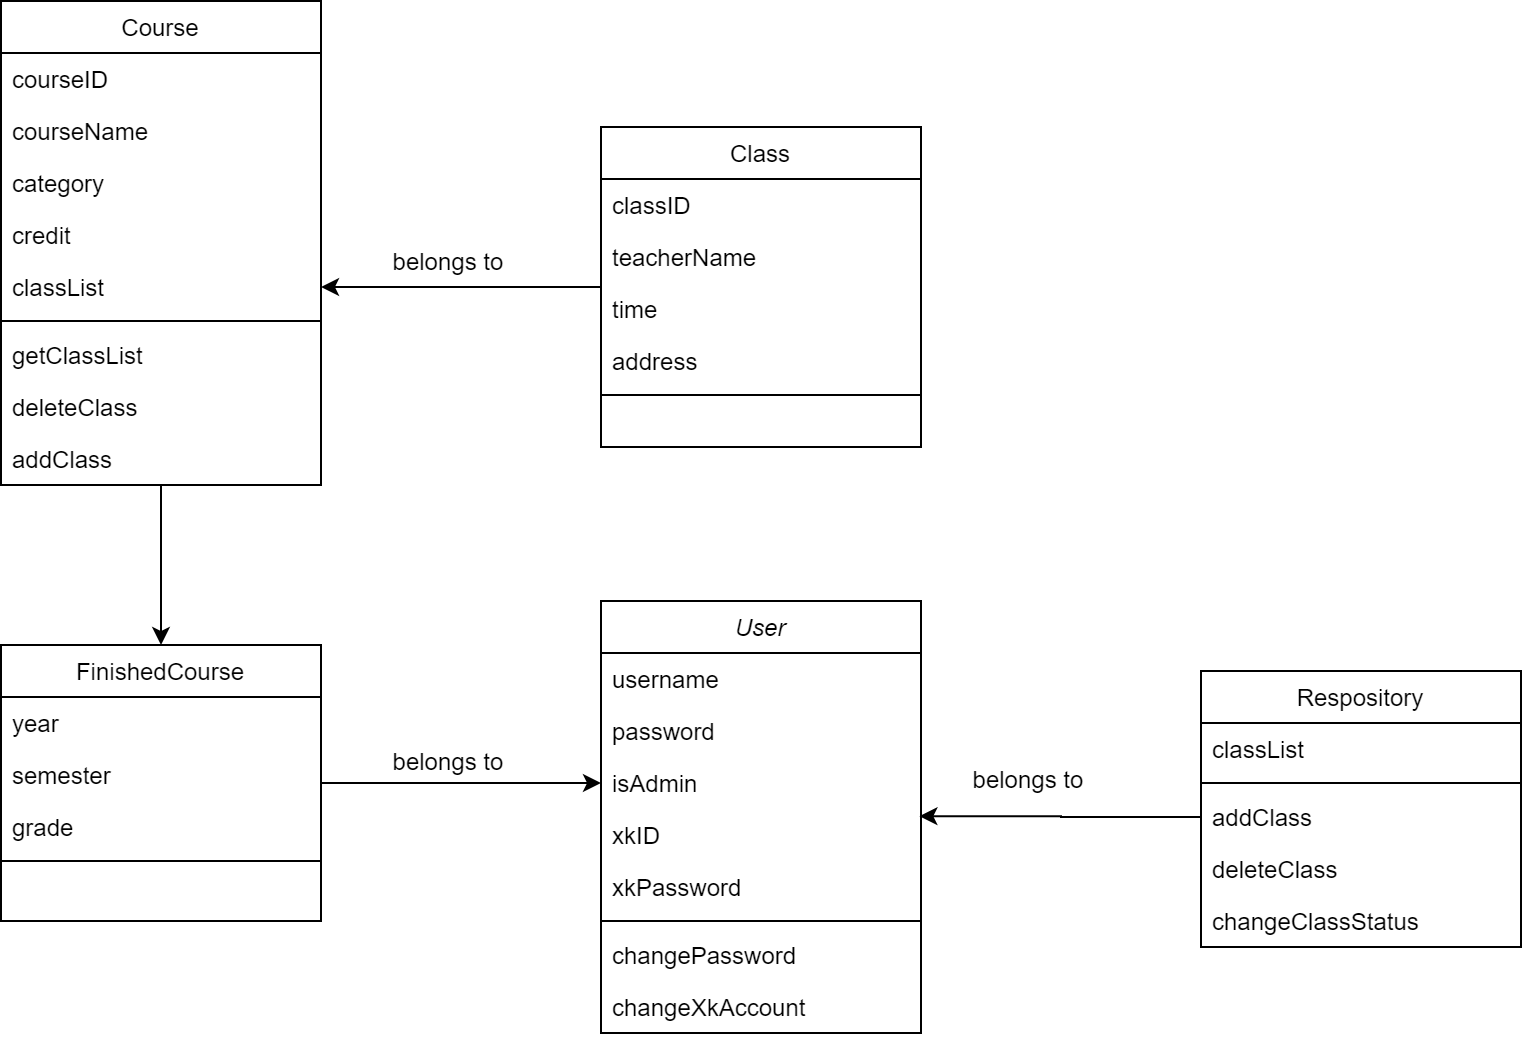 Course
courseID
courseName
category
credit
classList
getClassList
deleteClass
addClass
belongs to
Class
classID
teacherName
time
address
FinishedCourse
year
semester
grade
belongs to
User
username
password
isAdmin
xkID
xkPassword
changePassword
changeXkAccount
belongs to
Respository
classList
addClass
deleteClass
changeClassStatus